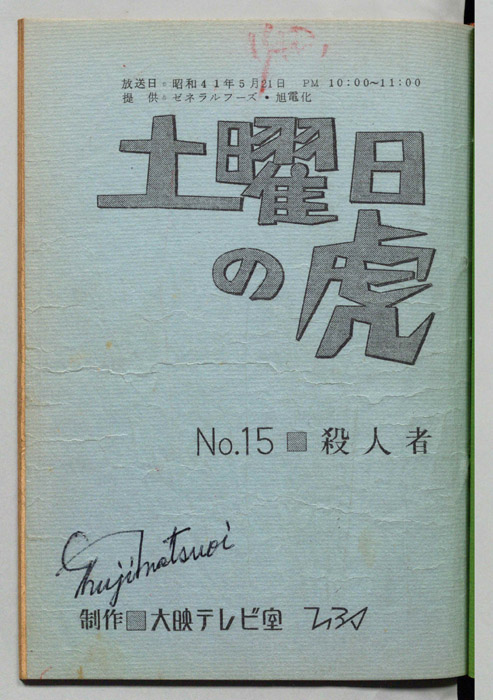 放送日：昭和41年5月21日　PM 10:00～11:00
提　供：ゼネラルフーズ・旭電化
土曜日
の虎
No.15 ▨ 殺人者
制作▨大映テレビ室 TBS